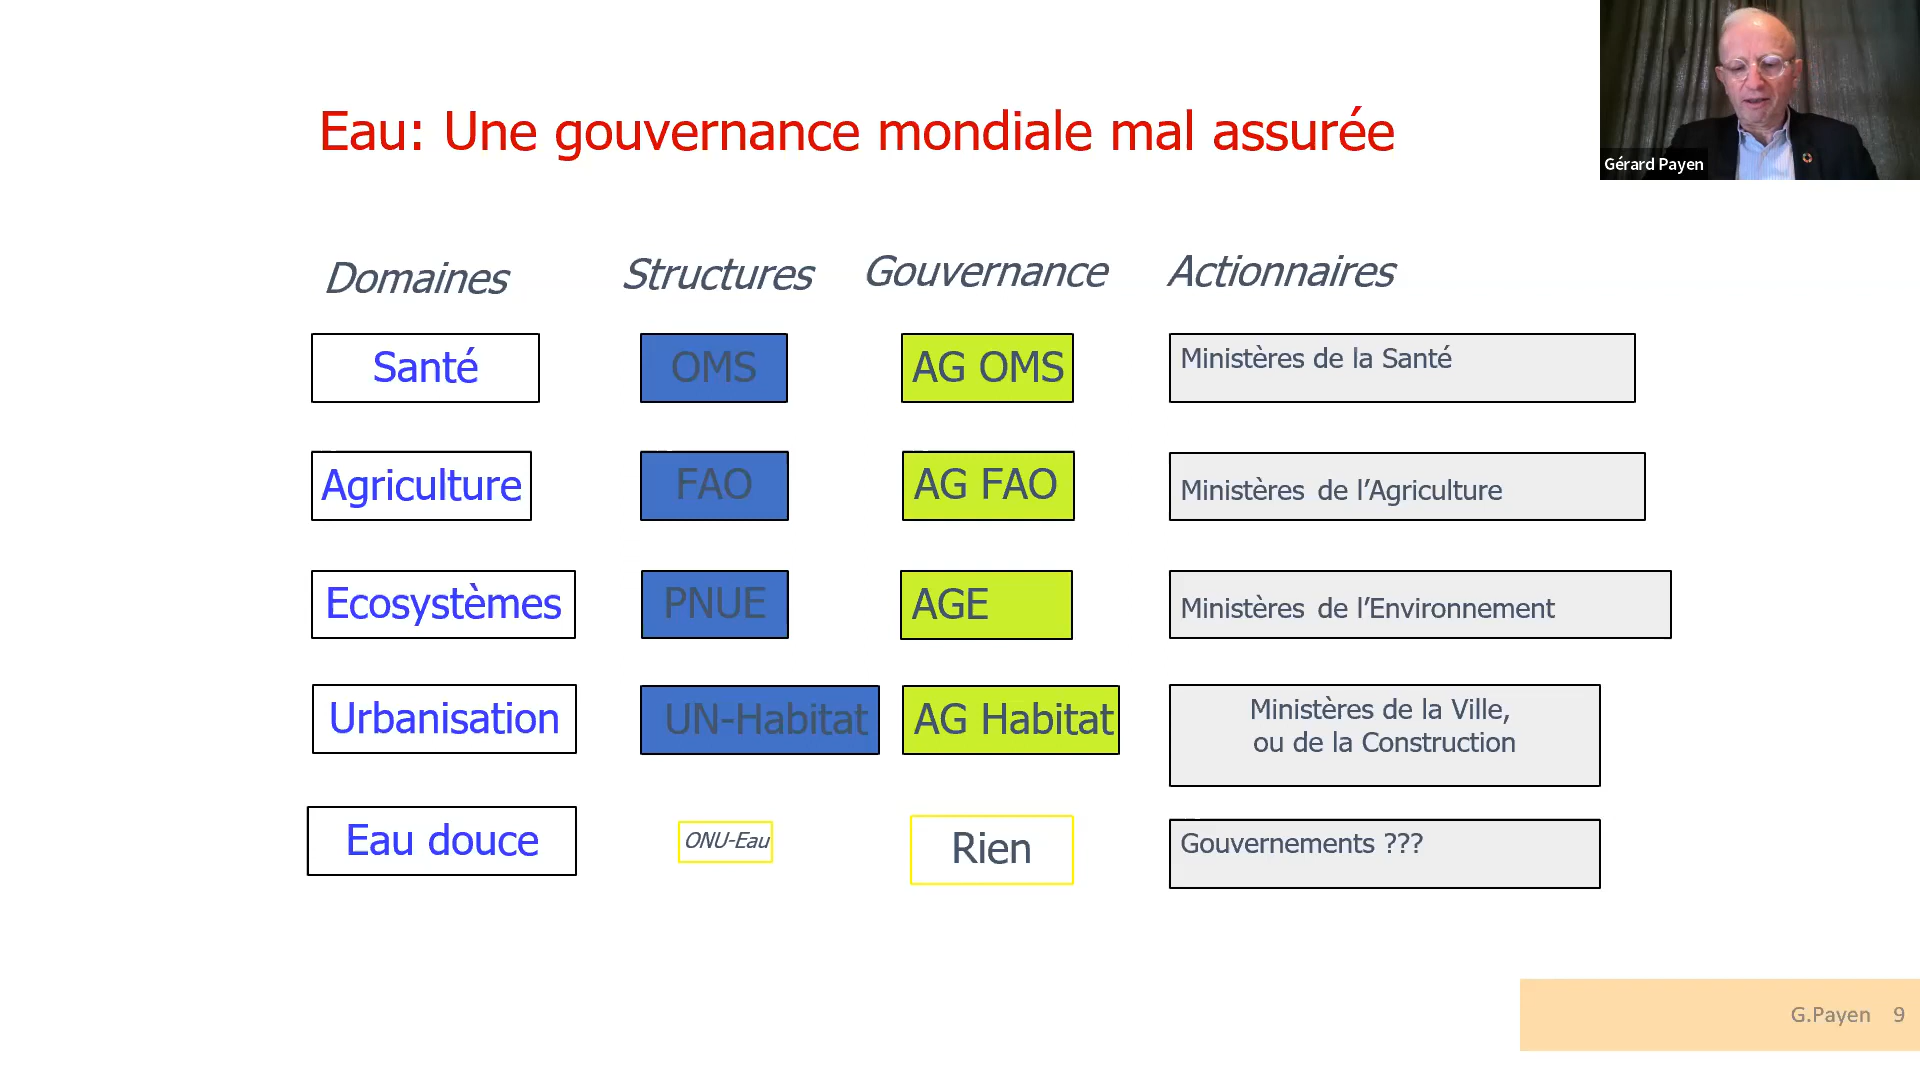 Eau: Une gouvernance mondiale mal assurée
Gérard Payen
Domaines Structures Gouvernance Actionnaires
Santé OMS AG OMS Ministères de la Santé
Agriculture FAO AG FAO Ministères de l’Agriculture
Ecosystèmes PNUE AGE Ministères de l’Environnement
Urbanisation UN-Habitat AG Habitat Ministères de la Ville,
ou de la Construction
Eau douce ONU-Eau Rien Gouvernements ???
G.Payen 9